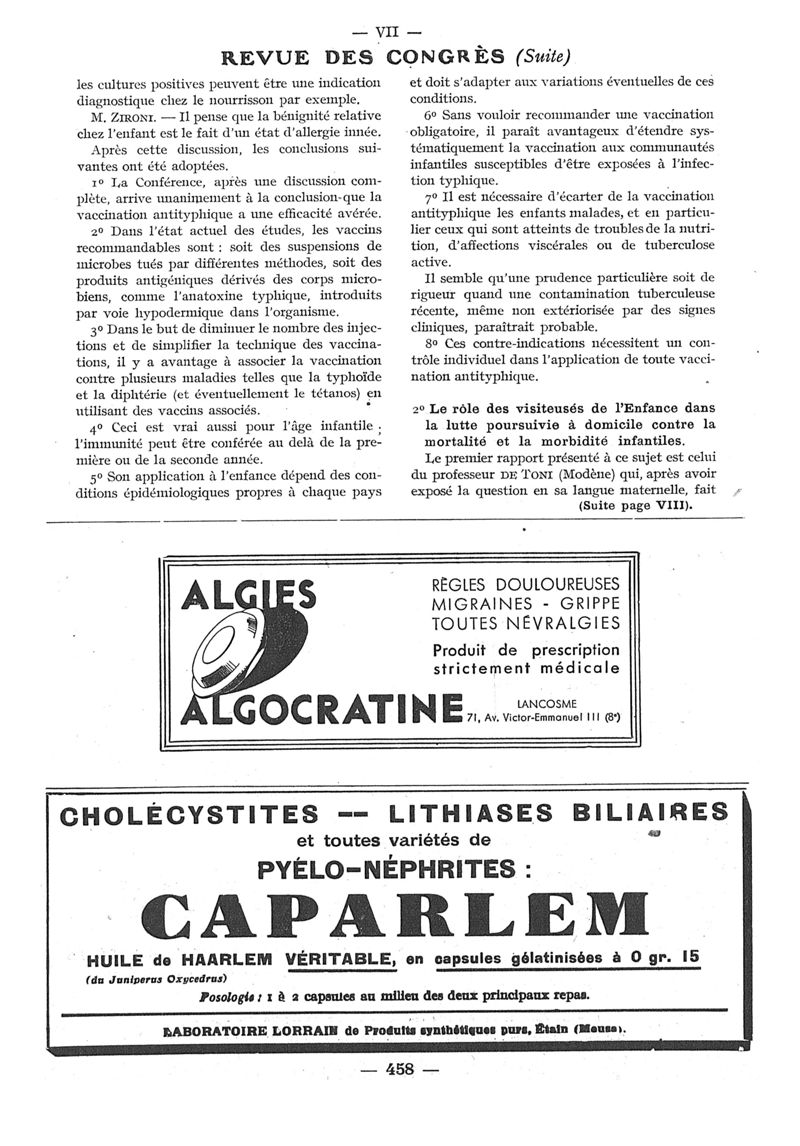 — VII —
REVUE DES CONGRÈS (Suite)
les cultures positives peuvent être une indication
diagnostique chez le nourrisson par exemple.
M. ZIRONI. — Il pense que la bénignité relative
chez l'enfant est le fait d'un état d'allergie innée.
Après cette discussion, les conclusions sui-
vantes ont été adoptées.
1º La Conférence, après une discussion com-
plète, arrive unanimement à la conclusion que la
vaccination antityphique a une efficacité avérée.
2º Dans l'état actuel des études, les vaccins
recommandables sont : soit des suspensions de
microbes tués par différentes méthodes, soit des
produits antigéniques dérivés des corps micro-
biens, comme l'anatoxine typhique, introduits
par voie hypodermique dans l'organisme.
3º Dans le but de diminuer le nombre des injec-
tions et de simplifier la technique des vaccina-
tions, il y a avantage à associer la vaccination
contre plusieurs maladies telles que la typhoïde
et la diphtérie (et éventuellement le tétanos) en
utilisant des vaccins associés.
4º Ceci est vrai aussi pour l'âge infantile ;
l'immunité peut être conférée au delà de la pre-
mière ou de la seconde année.
5º Son application à l'enfance dépend des con-
ditions épidémiologiques propres à chaque pays
et doit s'adapter aux variations éventuelles de ces
conditions.
6º Sans vouloir recommander une vaccination
obligatoire, il paraît avantageux d'étendre sys-
tématiquement la vaccination aux communautés
infantiles susceptibles d'être exposées à l'infec-
tion typhique.
7º Il est nécessaire d'écarter de la vaccination
antityphique les enfants malades, et en particu-
lier ceux qui sont atteints de troubles de la nutri-
tion, d'affections viscérales ou de tuberculose
active.
Il semble qu'une prudence particulière soit de
rigueur quand une contamination tuberculeuse
récente, même non extériorisée par des signes
cliniques, paraîtrait probable.
8º Ces contre-indications nécessitent un con-
trôle individuel dans l'application de toute vacci-
nation antityphique.
2º Le rôle des visiteusés de l'Enfance dans
la lutte poursuivie à domicile contre la
mortalité et la morbidité infantiles.
Le premier rapport présenté à ce sujet est celui
du professeur DE TONI (Modène) qui, après avoir
exposé la question en sa langue maternelle, fait
(Suite page VIII).
ALGIES
RÈGLES DOULOUREUSES
MIGRAINES - GRIPPE
TOUTES NÉVRALGIES
Produit de prescription
strictement médicale
ALGOCRATINE
LANCOSME
71, Av. Victor-Emmanuel III (8e)
CHOLÉCYSTITES -- LITHIASES BILIAIRES
et toutes variétés de
PYÉLO-NÉPHRITES :
CAPARLEM
HUILE de HAARLEM VÉRITABLE, en capsules gélatinisées à 0 gr. 15
(du Juniperus Oxycedrus)
Posologie : 1 à 2 capsules au milieu des deux principaux repas.
LABORATOIRE LORRAIN de Produits synthétiques purs, Étain (Meuse).
— 458 —